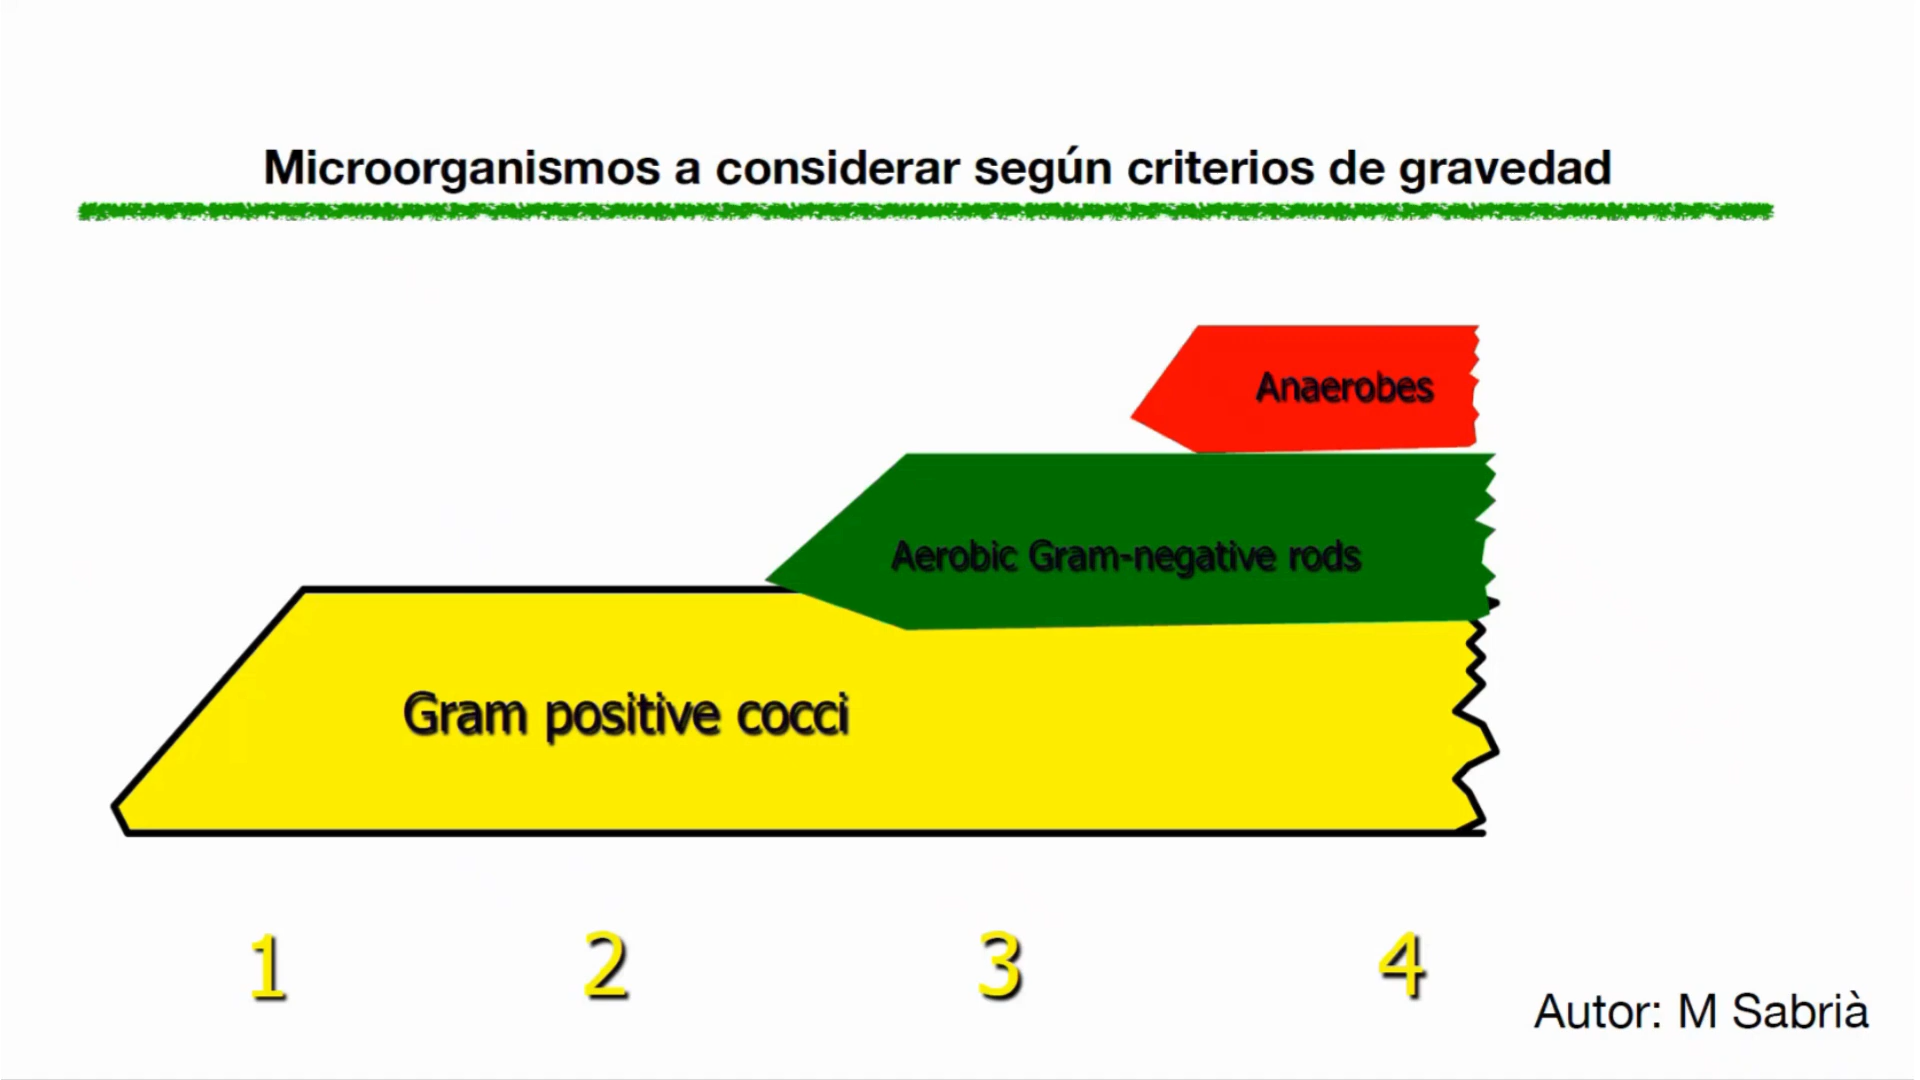 Microorganismos a considerar según criterios de gravedad
Anaerobes
Aerobic Gram-negative rods
Gram positive cocci
1 2 3 4
Autor: M Sabrià